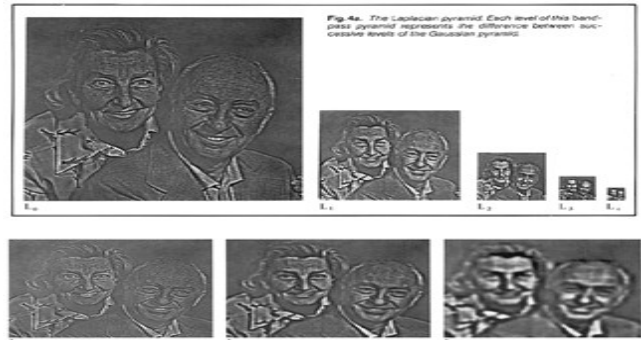 Fig. 4a. The Laplacian pyramid. Each level of this band-
pass pyramid represents the difference between suc-
cessive levels of the Gaussian pyramid.
L₀ L₁ L₂ L₃ L₄